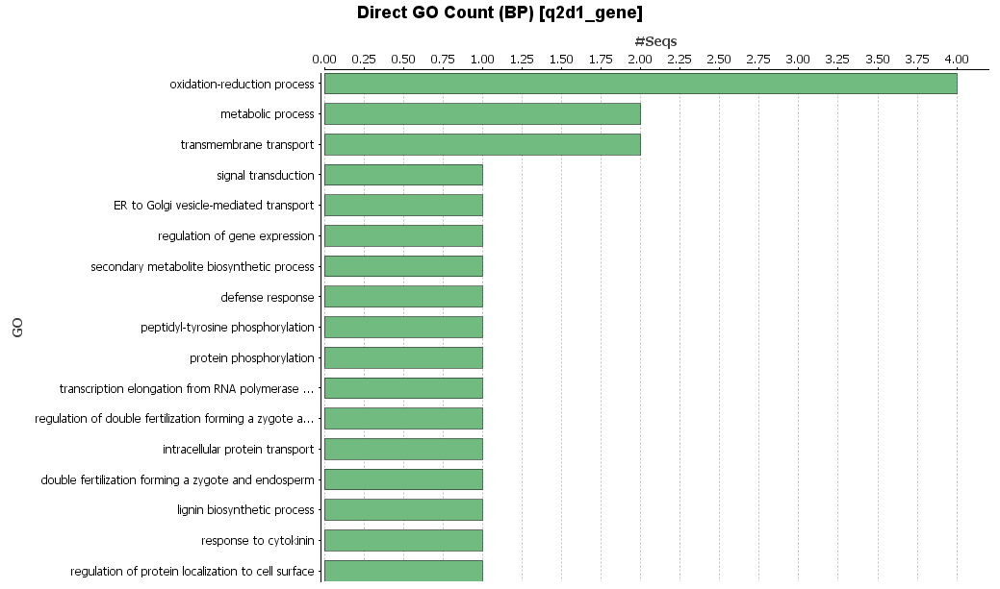 Direct GO Count (BP) [q2d1_gene]
#Seqs
0.00 0.25 0.50 0.75 1.00 1.25 1.50 1.75 2.00 2.25 2.50 2.75 3.00 3.25 3.50 3.75 4.00
oxidation-reduction process
metabolic process
transmembrane transport
signal transduction
ER to Golgi vesicle-mediated transport
regulation of gene expression
secondary metabolite biosynthetic process
defense response
GO
peptidyl-tyrosine phosphorylation
protein phosphorylation
transcription elongation from RNA polymerase ...
regulation of double fertilization forming a zygote a...
intracellular protein transport
double fertilization forming a zygote and endosperm
lignin biosynthetic process
response to cytokinin
regulation of protein localization to cell surface